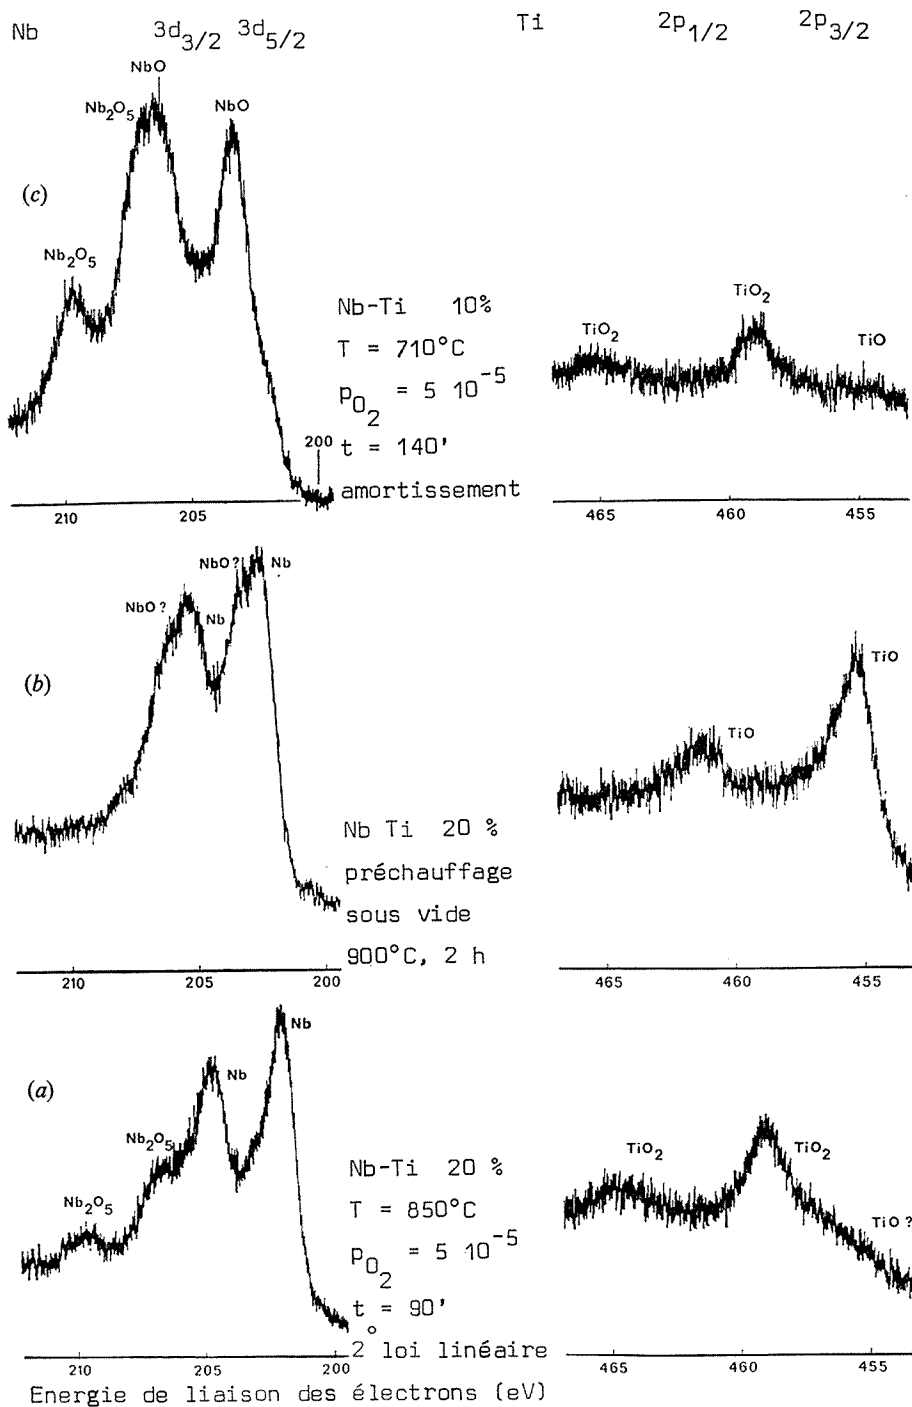 Nb 3d3/2 3d5/2 Ti 2p1/2 2p3/2
NbO
Nb2O5
NbO
(c)
Nb2O5
Nb-Ti 10%
T = 710°C
pO2 = 5 10-5
t = 140'
amortissement
200
210 205
TiO2
TiO2
TiO
465 460 455
NbO?
Nb
NbO?
Nb
(b)
Nb Ti 20 %
préchauffage
sous vide
900°C, 2 h
210 205 200
TiO
TiO
465 460 455
Nb
Nb
(a)
Nb2O5
Nb2O5
Nb-Ti 20 %
T = 850°C
pO2 = 5 10-5
t = 90'
2° loi linéaire
210 205 200
TiO2
TiO2
TiO ?
465 460 455
Energie de liaison des électrons (eV)